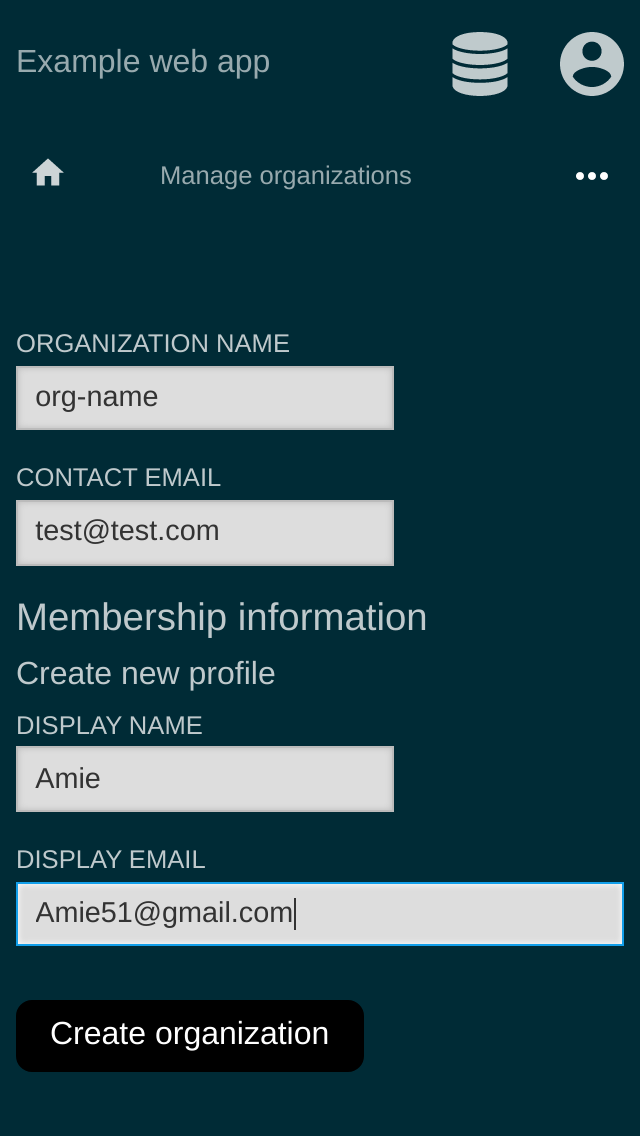 Example web app
Manage organizations
ORGANIZATION NAME
org-name
CONTACT EMAIL
test@test.com
Membership information
Create new profile
DISPLAY NAME
Amie
DISPLAY EMAIL
Amie51@gmail.com
Create organization